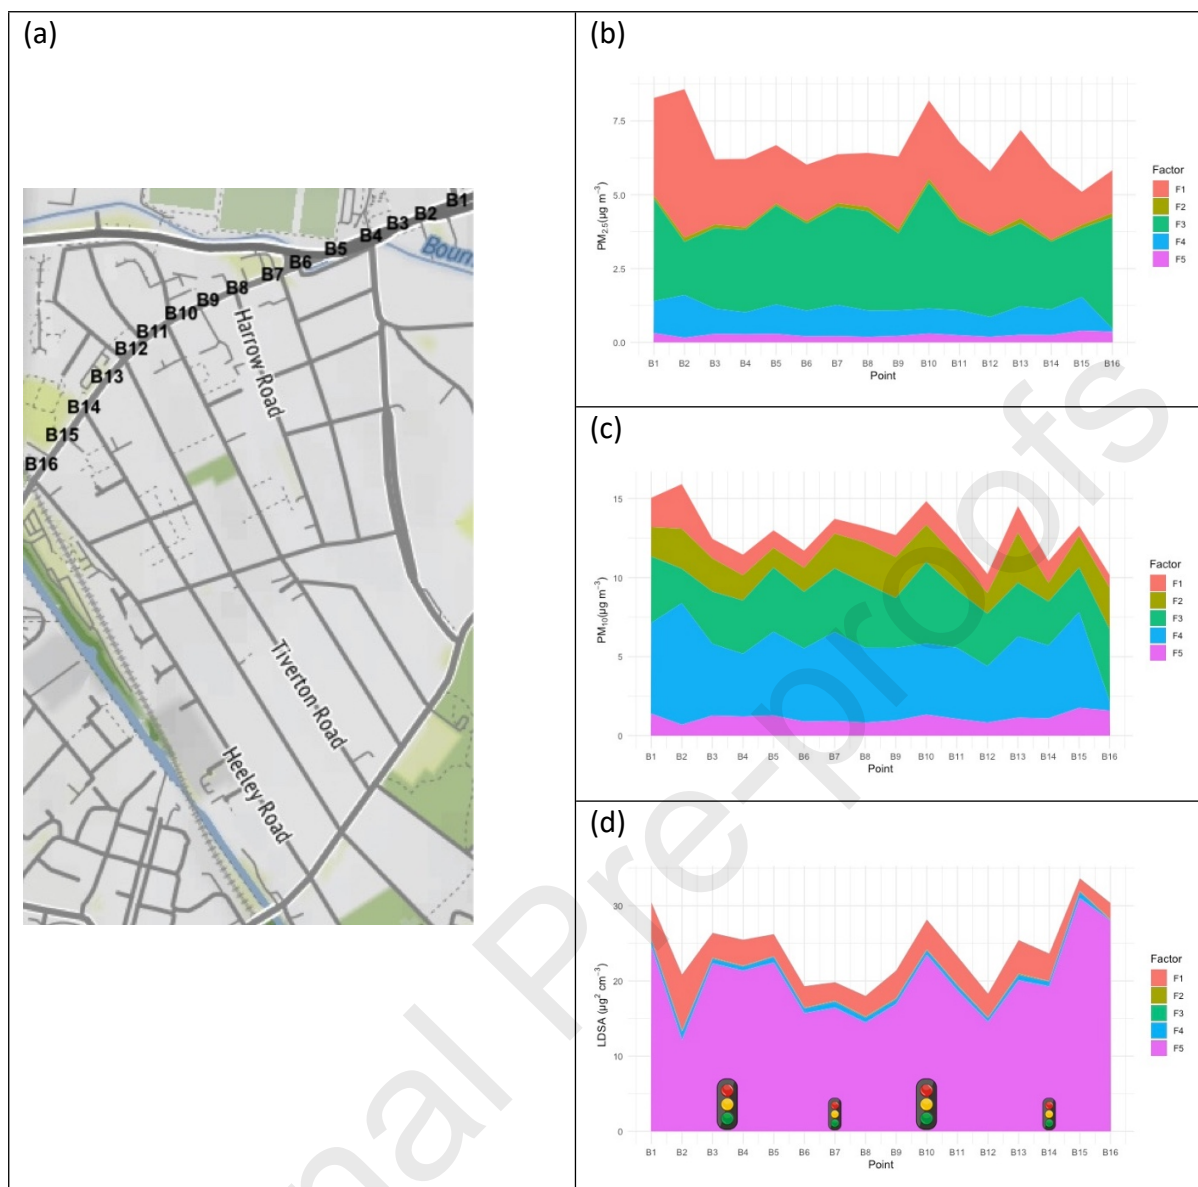 (a)
B1
B2
B3
B4
B5
B6
B7
B8
B9
B10
B11
B12
B13
B14
B15
B16
Bourn
Harrow Road
Tiverton Road
Heeley Road
(b)
PM2.5(µg m⁻³)
7.5
5.0
2.5
0.0
B1 B2 B3 B4 B5 B6 B7 B8 B9 B10 B11 B12 B13 B14 B15 B16
Point
Factor
F1
F2
F3
F4
F5
(c)
PM10(µg m⁻³)
15
10
5
0
B1 B2 B3 B4 B5 B6 B7 B8 B9 B10 B11 B12 B13 B14 B15 B16
Point
Factor
F1
F2
F3
F4
F5
(d)
LDSA (µg² cm⁻³)
30
20
10
0
B1 B2 B3 B4 B5 B6 B7 B8 B9 B10 B11 B12 B13 B14 B15 B16
Point
Factor
F1
F2
F3
F4
F5
nal Pre-proofs